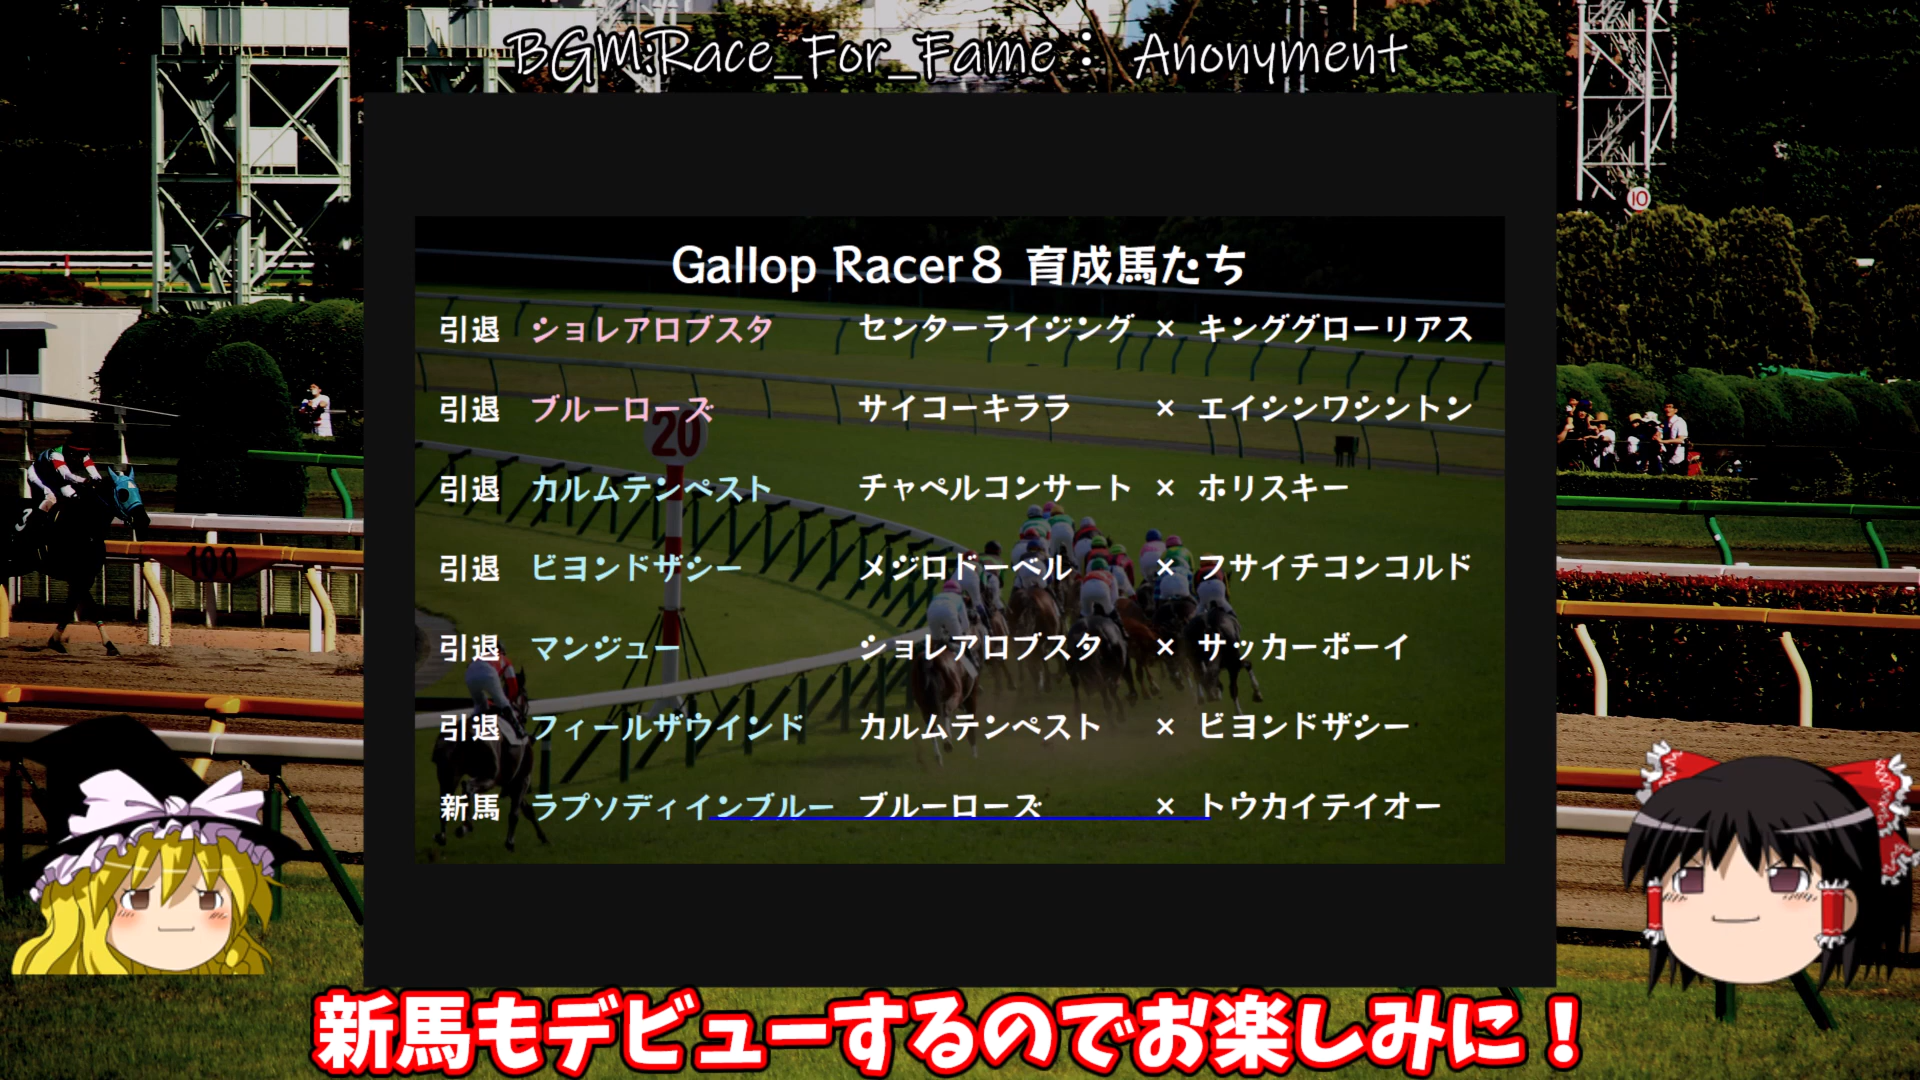 BGM:Race_For_Fame： Anonyment
10
Gallop Racer８ 育成馬たち
引退 ショレアロブスタ センターライジング × キンググローリアス
引退 ブルーローズ サイコーキララ × エイシンワシントン
20
引退 カルムテンペスト チャペルコンサート × ホリスキー
3
100
引退 ビヨンドザシー メジロドーベル × フサイチコンコルド
引退 マンジュー ショレアロブスタ × サッカーボーイ
引退 フィールザウインド カルムテンペスト × ビヨンドザシー
新馬 ラプソディインブルー ブルーローズ × トウカイテイオー
新馬もデビューするのでお楽しみに！